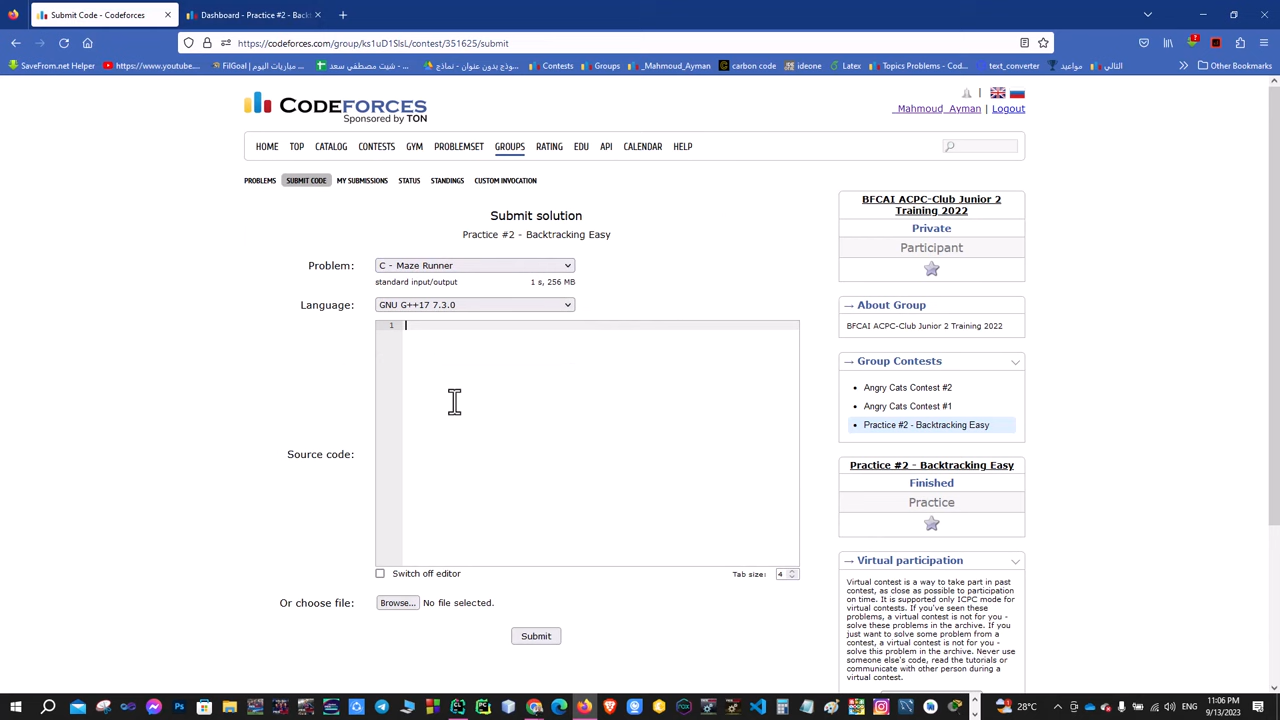 Submit Code - Codeforces
Dashboard - Practice #2 - Back
https://codeforces.com/group/ks1uD1SlsL/contest/351625/submit
SaveFrom.net Helper
https://www.youtube...
FilGoal | مباريات اليوم
شيت مصطفي سعد ...
نموذج بدون عنوان - نماذج...
Contests
Groups
_Mahmoud_Ayman
carbon code
ideone
Latex
Topics Problems - Cod...
text_converter
مواعيد
التالي
Other Bookmarks
CODEFORCES
Sponsored by TON
_Mahmoud_Ayman | Logout
HOME TOP CATALOG CONTESTS GYM PROBLEMSET GROUPS RATING EDU API CALENDAR HELP
PROBLEMS SUBMIT CODE MY SUBMISSIONS STATUS STANDINGS CUSTOM INVOCATION
Submit solution
Practice #2 - Backtracking Easy
Problem:
C - Maze Runner
standard input/output
1 s, 256 MB
Language:
GNU G++17 7.3.0
1
Source code:
Switch off editor
Tab size:
4
Or choose file:
Browse...
No file selected.
Submit
BFCAI ACPC-Club Junior 2
Training 2022
Private
Participant
→ About Group
BFCAI ACPC-Club Junior 2 Training 2022
→ Group Contests
Angry Cats Contest #2
Angry Cats Contest #1
Practice #2 - Backtracking Easy
Practice #2 - Backtracking Easy
Finished
Practice
→ Virtual participation
Virtual contest is a way to take part in past
contest, as close as possible to participation
on time. It is supported only ICPC mode for
virtual contests. If you've seen these
problems, a virtual contest is not for you -
solve these problems in the archive. If you
just want to solve some problem from a
contest, a virtual contest is not for you -
solve this problem in the archive. Never use
someone else's code, read the tutorials or
communicate with other person during a
virtual contest.
28°C
11:06 PM
9/13/2023